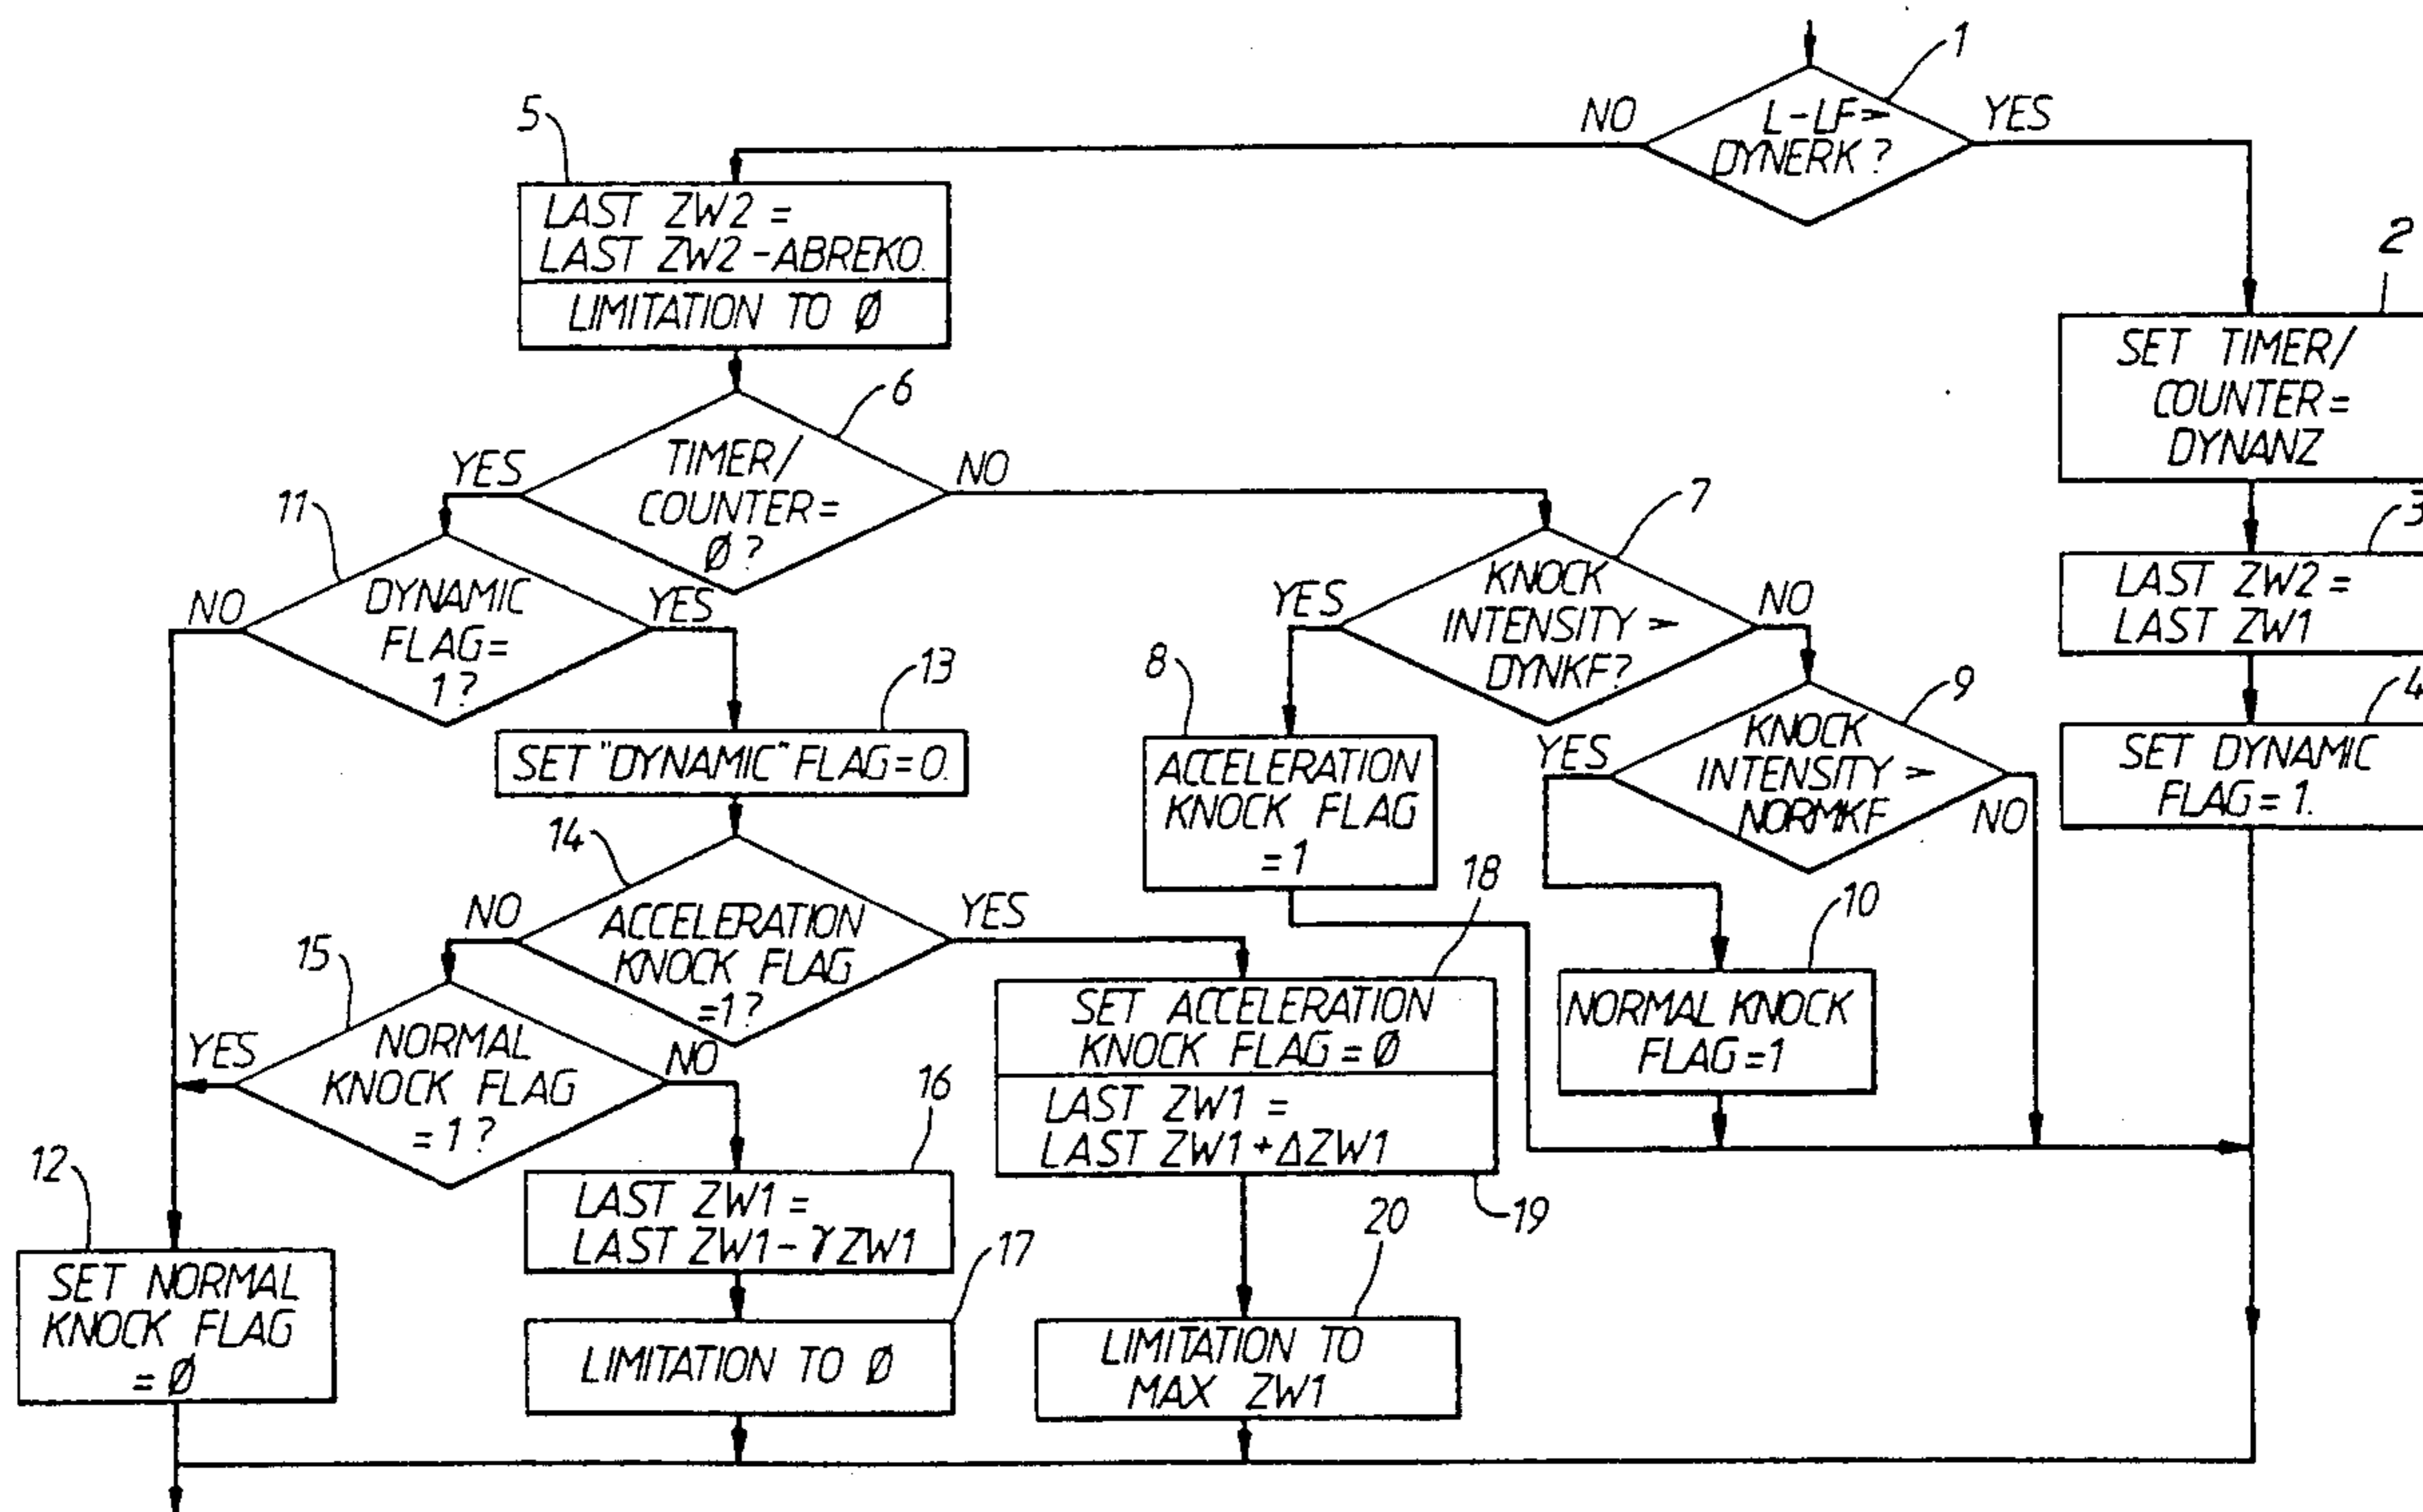 1
L-LF>
DYNERK ?
NO
YES
5
LAST ZW2 =
LAST ZW2 -ABREKO.
LIMITATION TO Ø
2
SET TIMER/
COUNTER=
DYNANZ
6
TIMER/
COUNTER=
Ø ?
YES
NO
3
LAST ZW2 =
LAST ZW1
11
DYNAMIC
FLAG=
1?
NO
YES
7
KNOCK
INTENSITY >
DYNKF?
YES
NO
4
SET DYNAMIC
FLAG= 1.
13
SET "DYNAMIC" FLAG=0.
8
ACCELERATION
KNOCK FLAG
=1
9
KNOCK
INTENSITY >
NORMKF
YES
NO
14
ACCELERATION
KNOCK FLAG
=1?
NO
YES
18
SET ACCELERATION
KNOCK FLAG=Ø
LAST ZW1 =
LAST ZW1+ΔZW1
19
10
NORMAL KNOCK
FLAG=1
15
NORMAL
KNOCK FLAG
=1?
YES
NO
16
LAST ZW1 =
LAST ZW1-γZW1
12
SET NORMAL
KNOCK FLAG
=Ø
17
LIMITATION TO Ø
20
LIMITATION TO
MAX ZW1